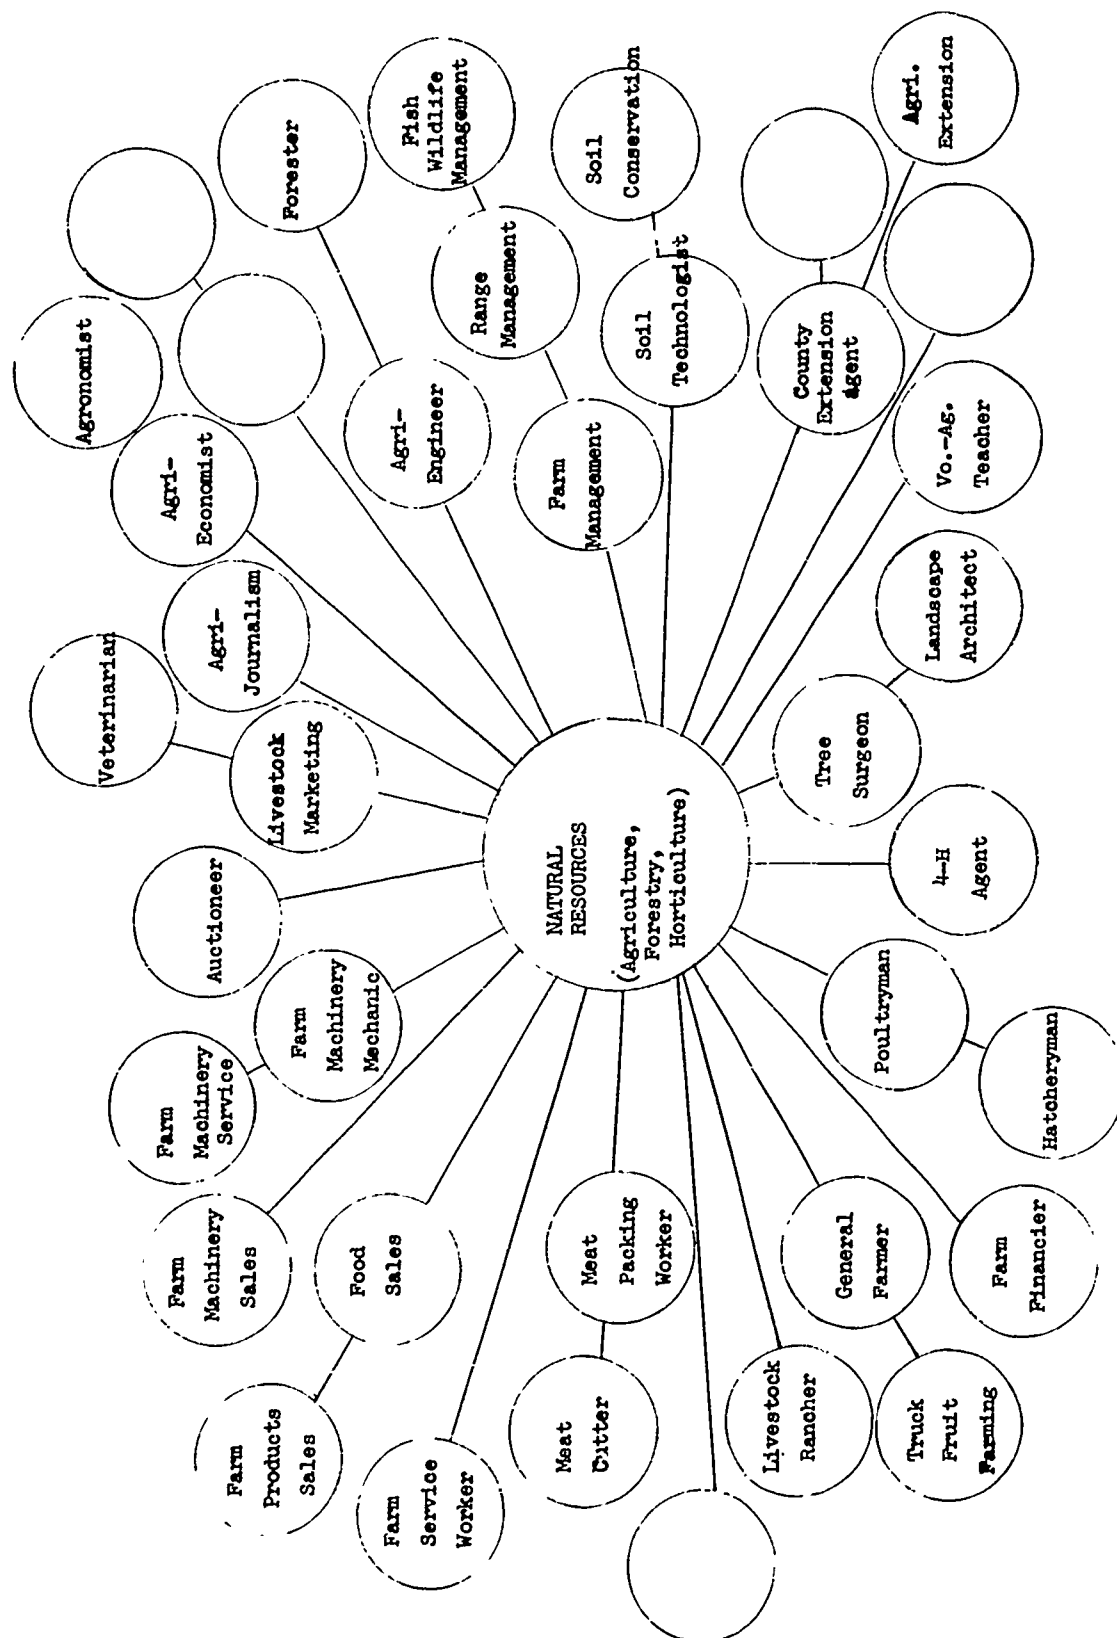 Veterinarian
Agronomist
Agri-
Economist
Agri-
Journalism
Livestock
Marketing
Auctioneer
Farm
Machinery
Service
Farm
Machinery
Mechanic
Farm
Machinery
Sales
Food
Sales
Farm
Products
Sales
Farm
Service
Worker
Meat
Packing
Worker
Meat
Cutter
Livestock
Rancher
General
Farmer
Truck
Fruit
Farming
Farm
Financier
Poultryman
Hatcheryman
4-H
Agent
Tree
Surgeon
Landscape
Architect
Vo.-Ag.
Teacher
County
Extension
Agent
Agri.
Extension
Soil
Technologist
Soil
Conservation
Farm
Management
Range
Management
Fish
Wildlife
Management
Agri-
Engineer
Forester
NATURAL
RESOURCES
(Agriculture,
Forestry,
Horticulture)